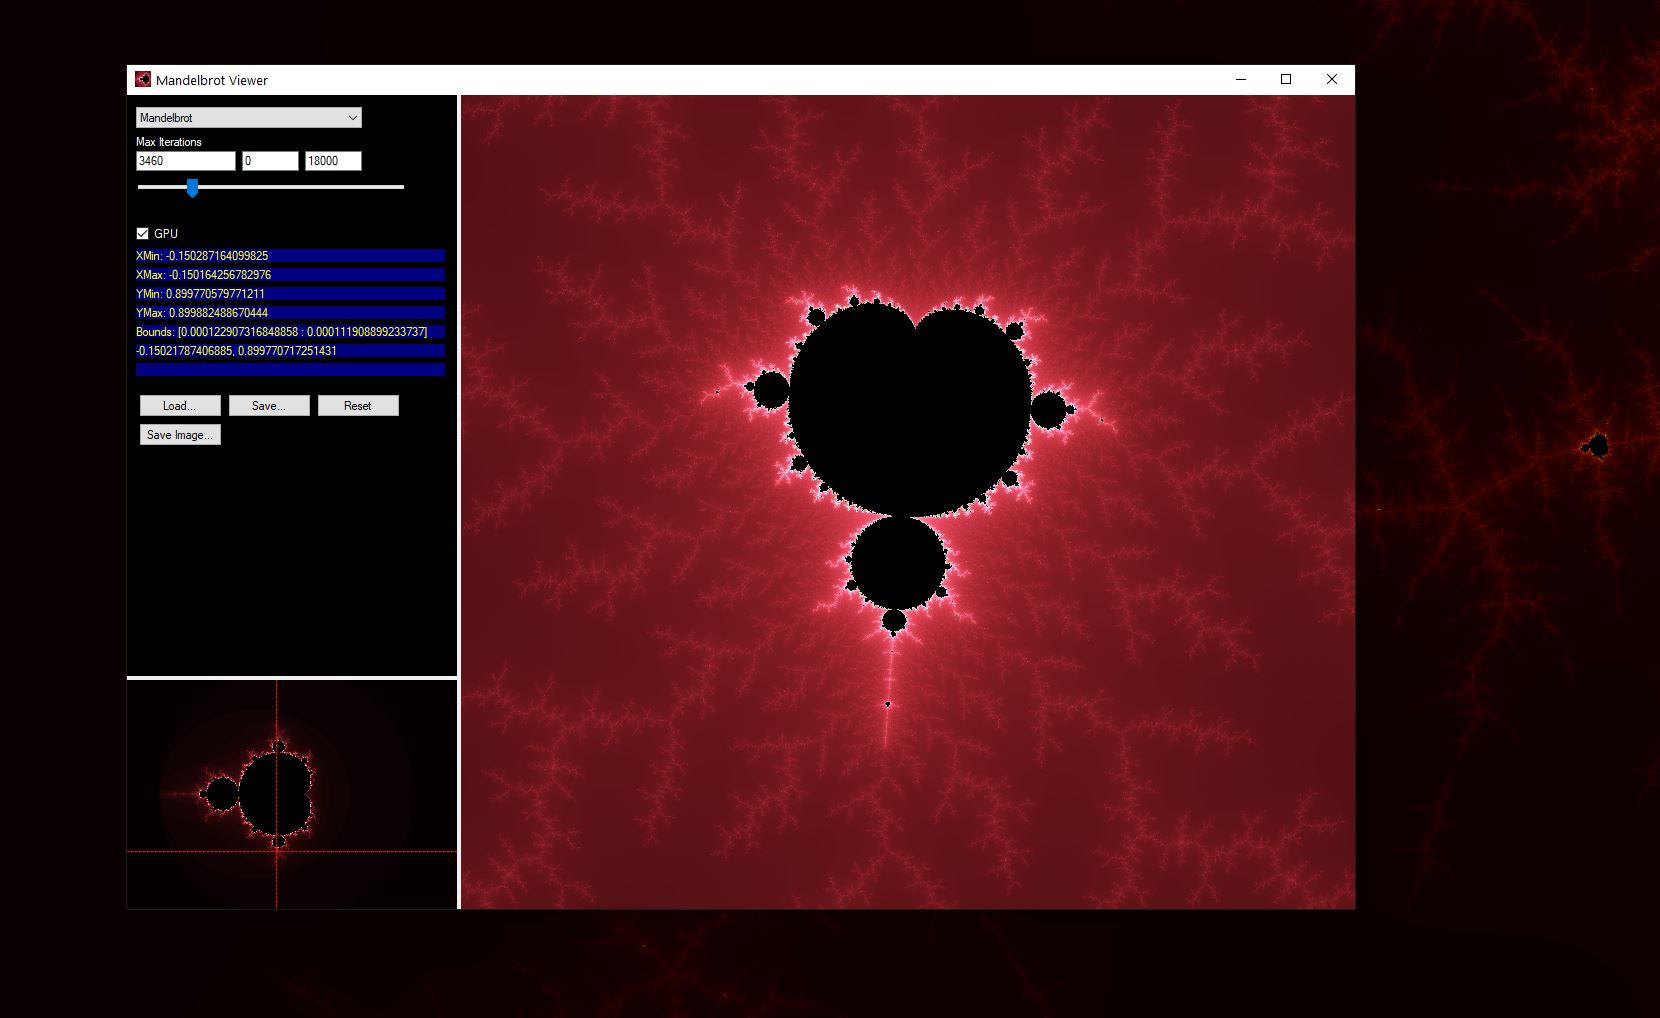 Mandelbrot Viewer
Mandelbrot
Max Iterations
3460 0 18000
GPU
XMin: -0.150287164099825
XMax: -0.150164256782976
YMin: 0.899770579771211
YMax: 0.899882488670444
Bounds: [0.000122907316848858 : 0.000111908899233737]
-0.15021787406885, 0.899770717251431
Load... Save... Reset
Save Image...